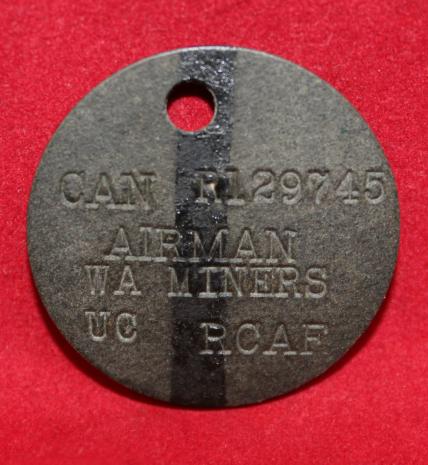 CAN R129745
AIRMAN
WA MINERS
UC RCAF